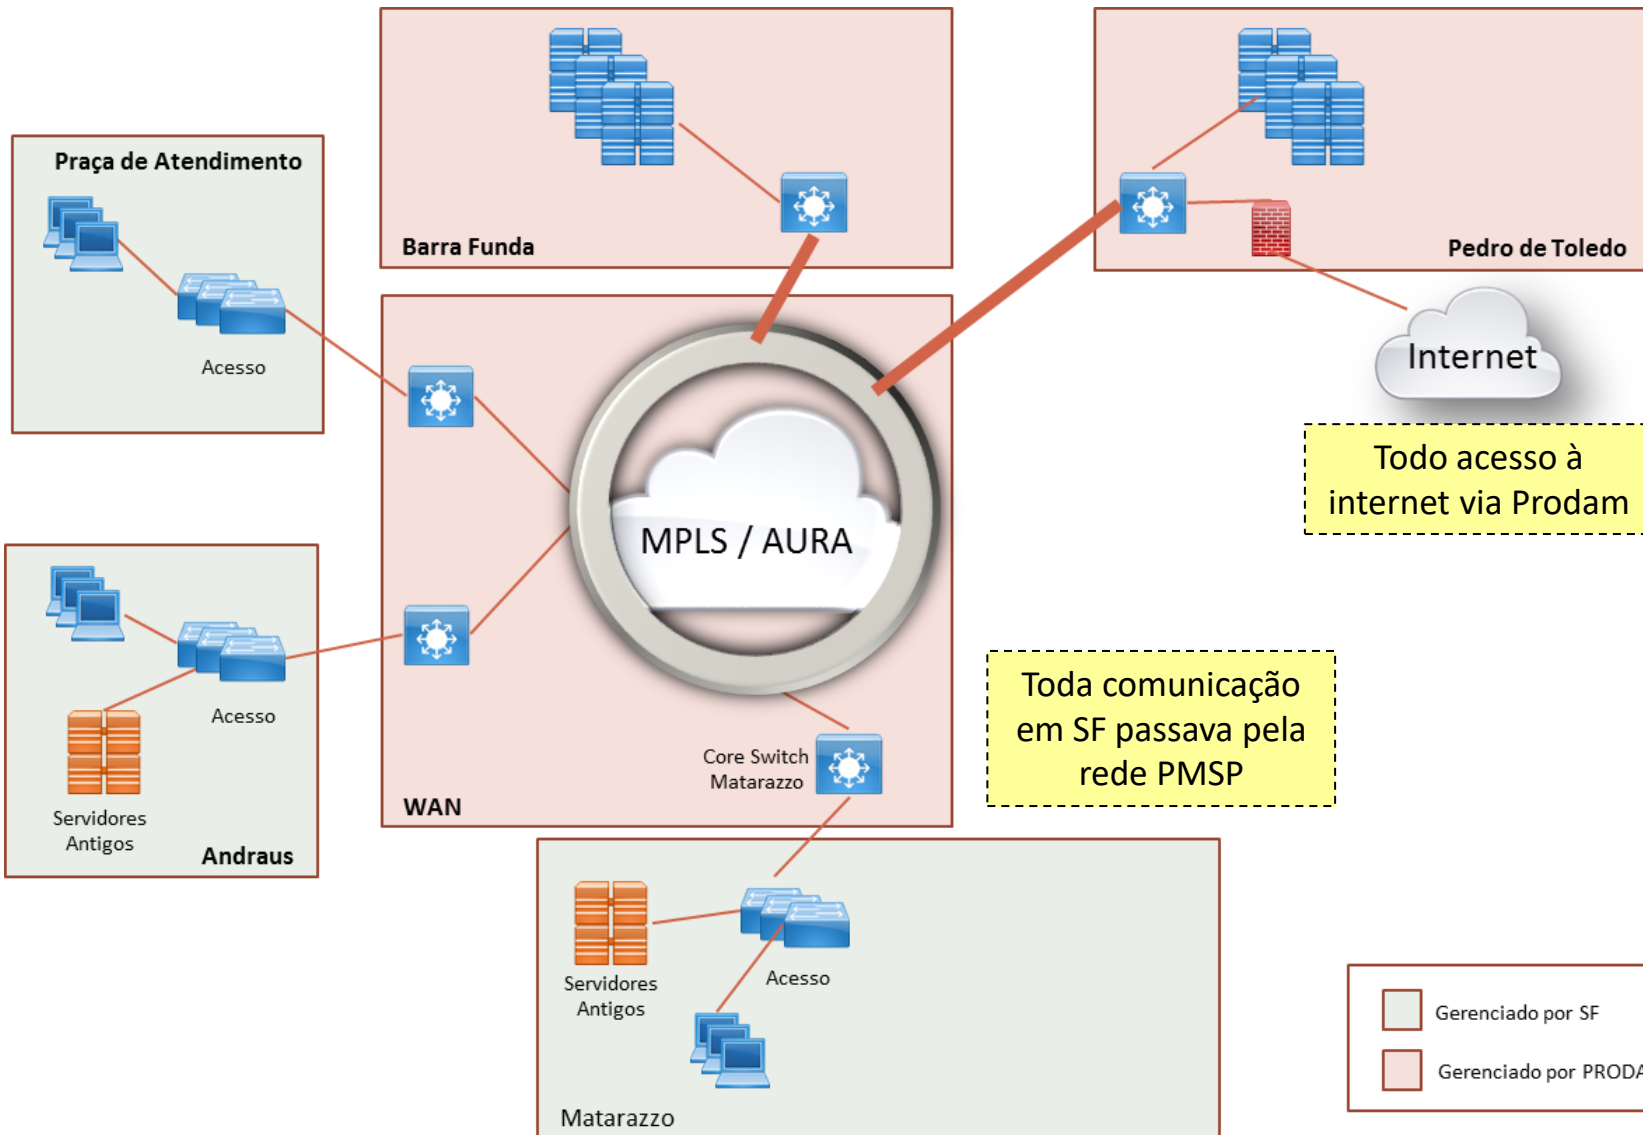 Praça de Atendimento
Acesso
Barra Funda
Pedro de Toledo
Internet
Todo acesso à
internet via Prodam
MPLS / AURA
Acesso
Servidores
Antigos
Andraus
Core Switch
Matarazzo
WAN
Toda comunicação
em SF passava pela
rede PMSP
Servidores
Antigos
Acesso
Matarazzo
Gerenciado por SF
Gerenciado por PRODA